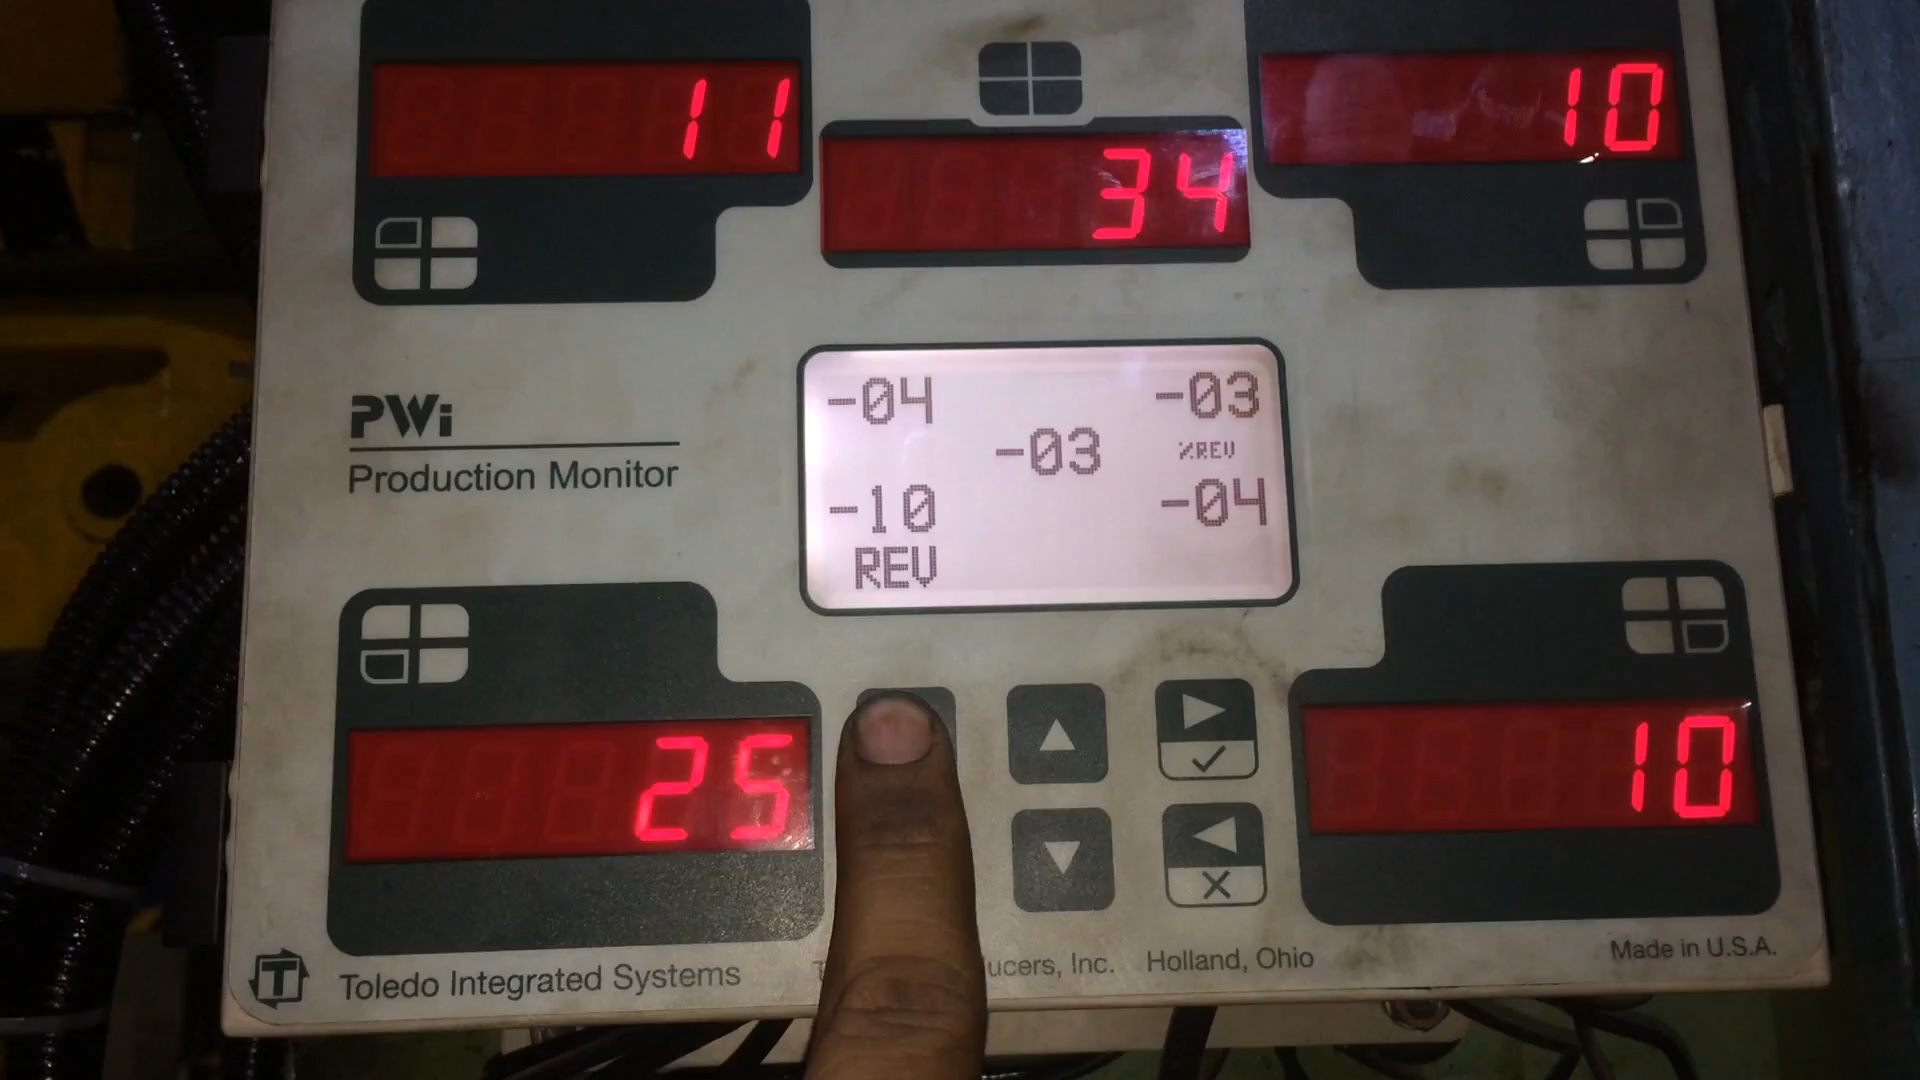 11
10
34
-04 -03
-03 %REV
-10 -04
REV
PWi
Production Monitor
25
10
Toledo Integrated Systems
Inc. Holland, Ohio
Made in U.S.A.